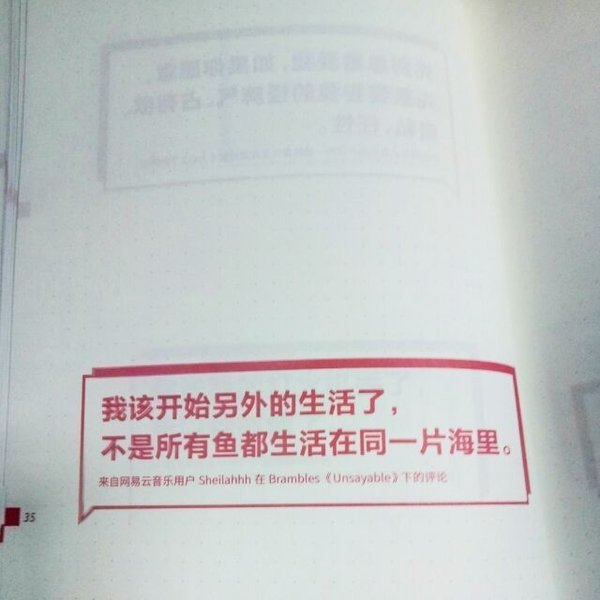 我该开始另外的生活了，
不是所有鱼都生活在同一片海里。
来自网易云音乐用户 Sheilahhh 在 Brambles《Unsayable》下的评论
35